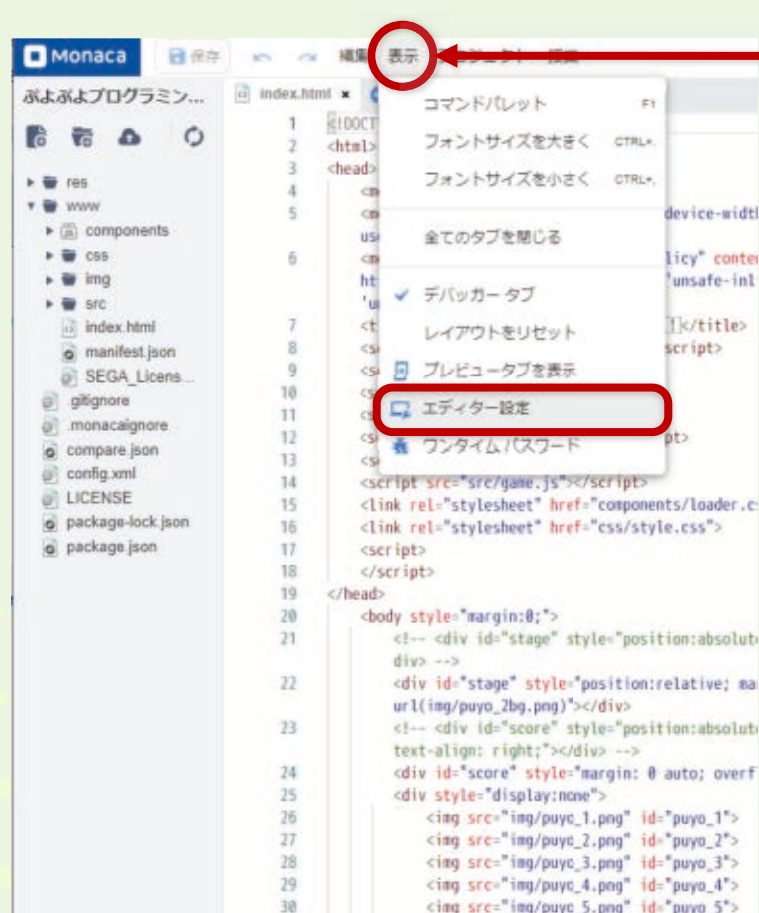 Monaca 保存 編集 表示
ぷよぷよプログラミン...
index.html ×
res
www
components
css
img
src
index.html
manifest.json
SEGA_Licens...
.gitignore
.monacaignore
compare.json
config.xml
LICENSE
package-lock.json
package.json
コマンドパレット F1
フォントサイズを大きく
フォントサイズを小さく
全てのタブを閉じる
デバッガー タブ
レイアウトをリセット
プレビュータブを表示
エディター設定
ワンタイム パスワード
1 <!DOCT
2 <html>
3 <head>
4
5 device-width
6 licy" conte
'unsafe-inl
7 </title>
8 script>
9
10
11
12 pt>
13
14 <script src="src/game.js"></script>
15 <link rel="stylesheet" href="components/loader.c
16 <link rel="stylesheet" href="css/style.css">
17 <script>
18 </script>
19 </head>
20 <body style="margin:0;">
21 <!-- <div id="stage" style="position:absolut
div> -->
22 <div id="stage" style="position:relative; ma
url(img/puyo_2bg.png)"></div>
23 <!-- <div id="score" style="position:absolut
text-align: right;"></div> -->
24 <div id="score" style="margin: 0 auto; overf
25 <div style="display:none">
26 <img src="img/puyo_1.png" id="puyo_1">
27 <img src="img/puyo_2.png" id="puyo_2">
28 <img src="img/puyo_3.png" id="puyo_3">
29 <img src="img/puyo_4.png" id="puyo_4">
30 <img src="img/puyo_5.png" id="puyo_5">